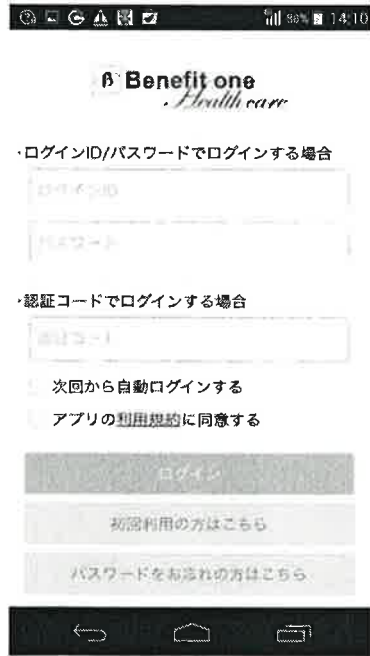 98% 14:10
β Benefit one
Health care
・ログインID/パスワードでログインする場合
ログインID
パスワード
・認証コードでログインする場合
認証コード
次回から自動ログインする
アプリの利用規約に同意する
ログイン
初回利用の方はこちら
パスワードをお忘れの方はこちら